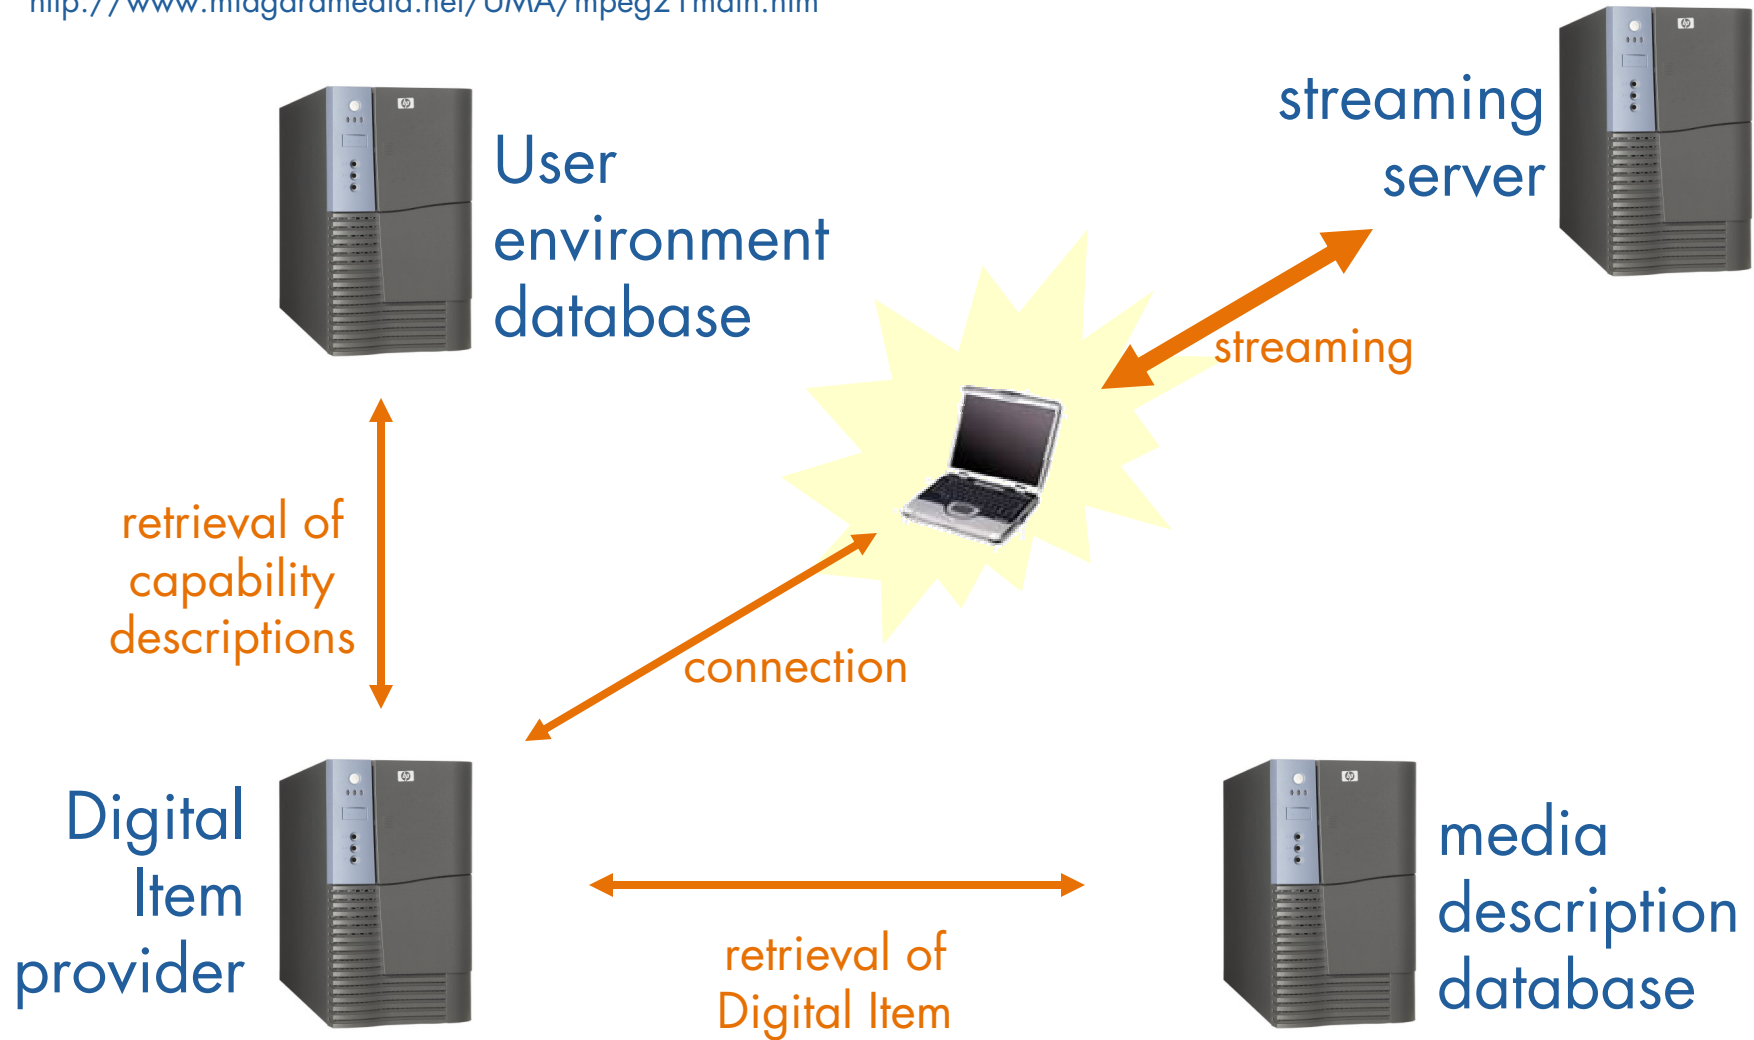 streaming
server
User
environment
database
streaming
retrieval of
capability
descriptions
connection
Digital
Item
provider
retrieval of
Digital Item
media
description
database